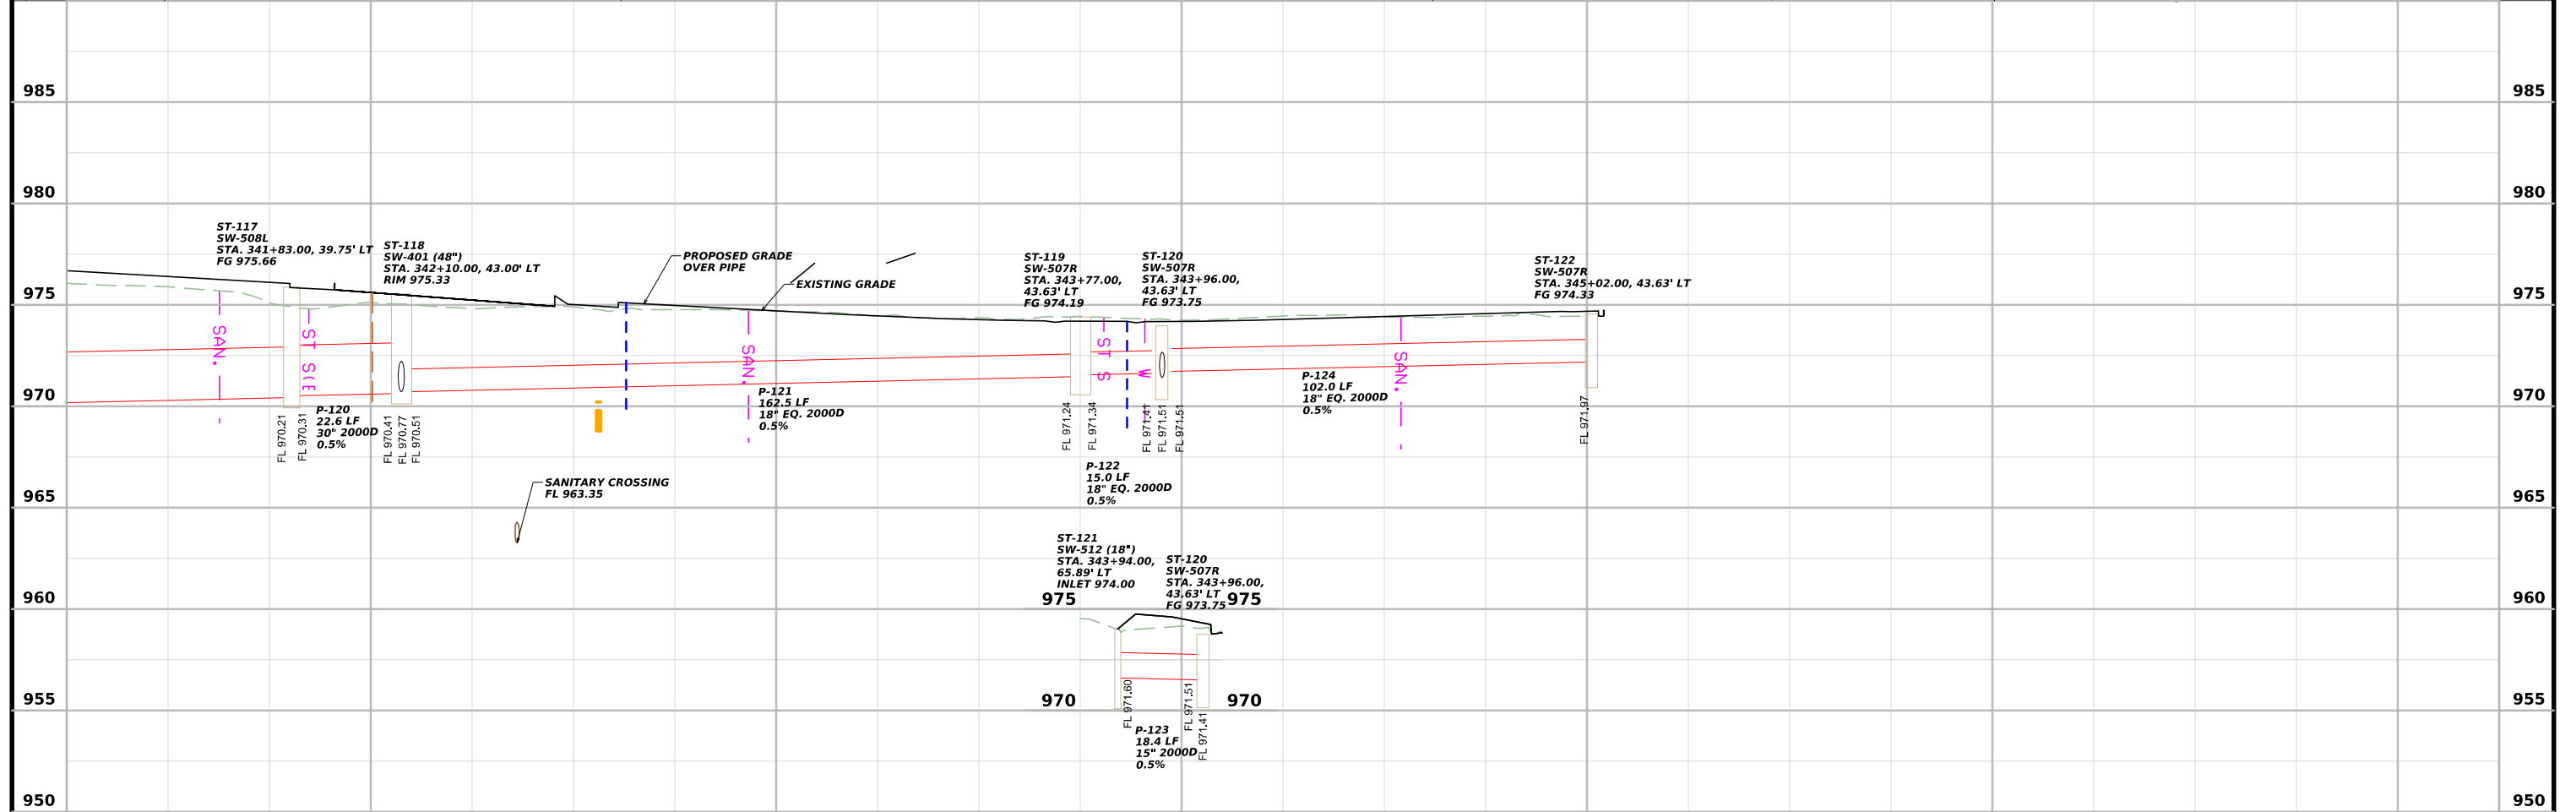 985
985
980
980
ST-117
SW-508L
STA. 341+83.00, 39.75' LT
FG 975.66
ST-118
SW-401 (48")
STA. 342+10.00, 43.00' LT
RIM 975.33
PROPOSED GRADE
OVER PIPE
EXISTING GRADE
ST-119
SW-507R
STA. 343+77.00,
43.63' LT
FG 974.19
ST-120
SW-507R
STA. 343+96.00,
43.63' LT
FG 973.75
ST-122
SW-507R
STA. 345+02.00, 43.63' LT
FG 974.33
975
975
SAN.
ST S(E
SAN.
ST S
W
SAN.
970
970
FL 970.21
FL 970.31
P-120
22.6 LF
30" 2000D
0.5%
FL 970.41
FL 970.77
FL 970.51
P-121
162.5 LF
18" EQ. 2000D
0.5%
FL 971.24
FL 971.34
FL 971.41
FL 971.51
FL 971.51
P-124
102.0 LF
18" EQ. 2000D
0.5%
FL 971.97
P-122
15.0 LF
18" EQ. 2000D
0.5%
SANITARY CROSSING
FL 963.35
965
965
ST-121
SW-512 (18")
STA. 343+94.00,
65.89' LT
INLET 974.00
ST-120
SW-507R
STA. 343+96.00,
43.63' LT
FG 973.75
960
975
975
960
955
970
970
955
FL 971.60
FL 971.51
FL 971.41
P-123
18.4 LF
15" 2000D
0.5%
950
950